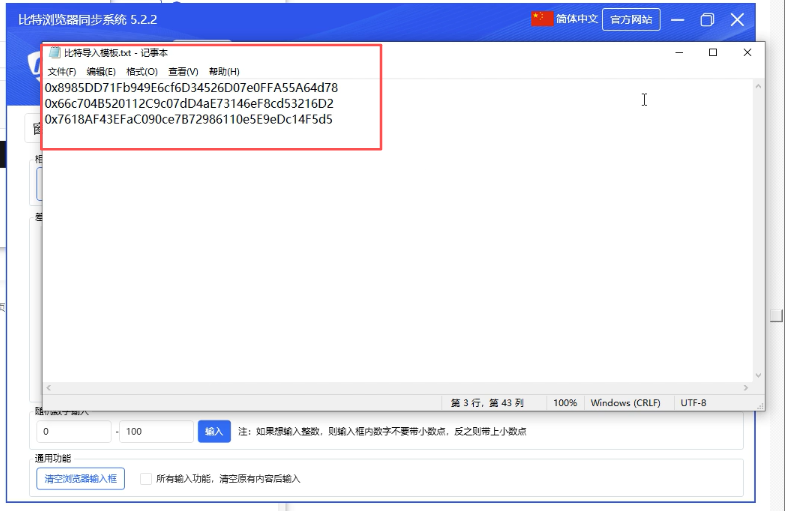 比特浏览器同步系统 5.2.2
简体中文
官方网站
比特导入模板.txt - 记事本
文件(F) 编辑(E) 格式(O) 查看(V) 帮助(H)
0x8985DD71Fb949E6cf6D34526D07e0FFA55A64d78
0x66c704B520112C9c07dD4aE73146eF8cd53216D2
0x7618AF43EFaC090ce7B72986110e5E9eDc14F5d5
第 3 行，第 43 列
100%
Windows (CRLF)
UTF-8
随机数字输入
0 - 100 输入 注：如果想输入整数，则输入框内数字不要带小数点，反之则带上小数点
通用功能
清空浏览器输入框 所有输入功能，清空原有内容后输入